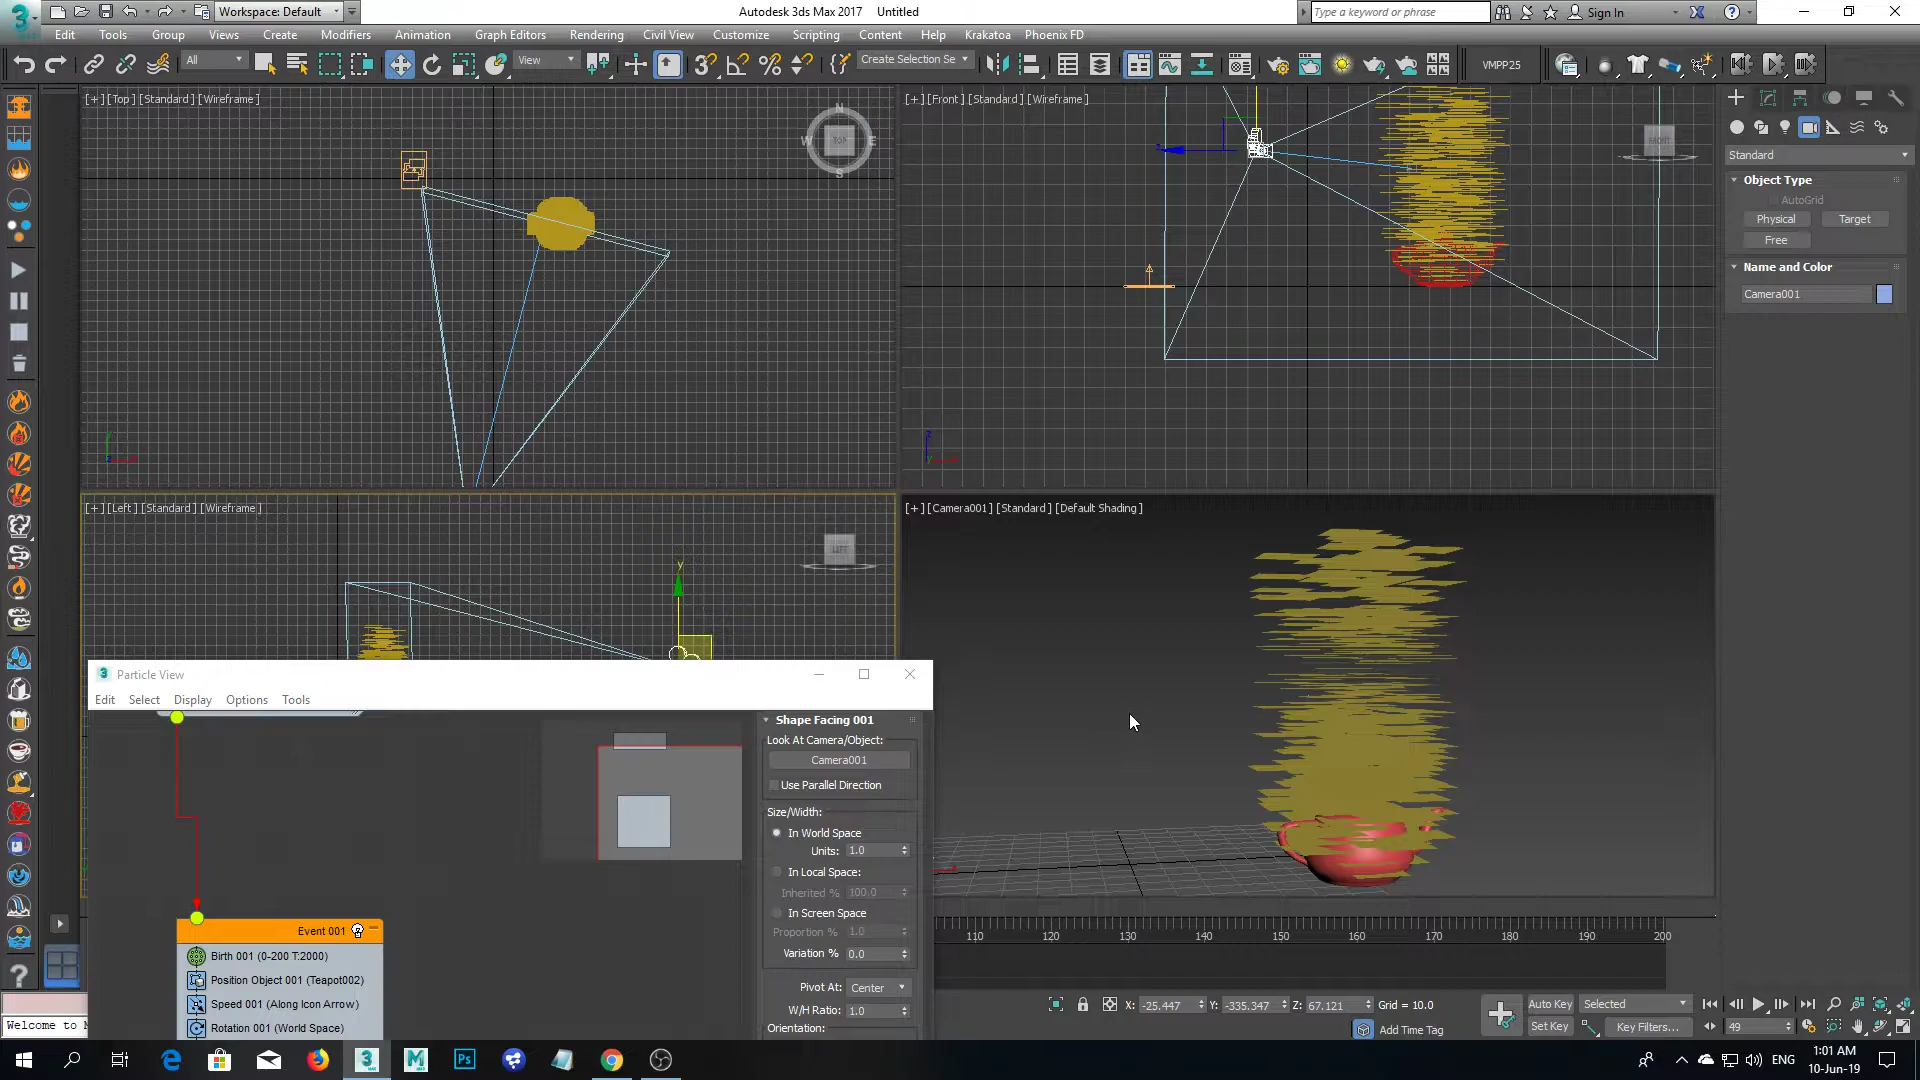 3 MAX
Workspace: Default
Autodesk 3ds Max 2017 Untitled
Type a keyword or phrase
Sign In
Edit Tools Group Views Create Modifiers Animation Graph Editors Rendering Civil View Customize Scripting Content Help Krakatoa Phoenix FD
All
View
Create Selection Se
VMPP25
[+] [Top] [Standard] [Wireframe]
N
W TOP E
S
[+] [Front] [Standard] [Wireframe]
FRONT
Standard
Object Type
AutoGrid
Physical Target
Free
Name and Color
Camera001
[+] [Left] [Standard] [Wireframe]
LEFT
y
[+] [Camera001] [Standard] [Default Shading]
Particle View
Edit Select Display Options Tools
Shape Facing 001
Look At Camera/Object:
Camera001
Use Parallel Direction
Size/Width:
In World Space
Units: 1.0
In Local Space:
Inherited % 100.0
In Screen Space
Proportion % 1.0
Variation % 0.0
Pivot At: Center
W/H Ratio: 1.0
Orientation:
Event 001
Birth 001 (0-200 T:2000)
Position Object 001 (Teapot002)
Speed 001 (Along Icon Arrow)
Rotation 001 (World Space)
110 120 130 140 150 160 170 180 190 200
X: -25.447 Y: -335.347 Z: 67.121 Grid = 10.0
Add Time Tag
Auto Key Selected
Set Key Key Filters...
49
Welcome to M
ENG
1:01 AM
10-Jun-19